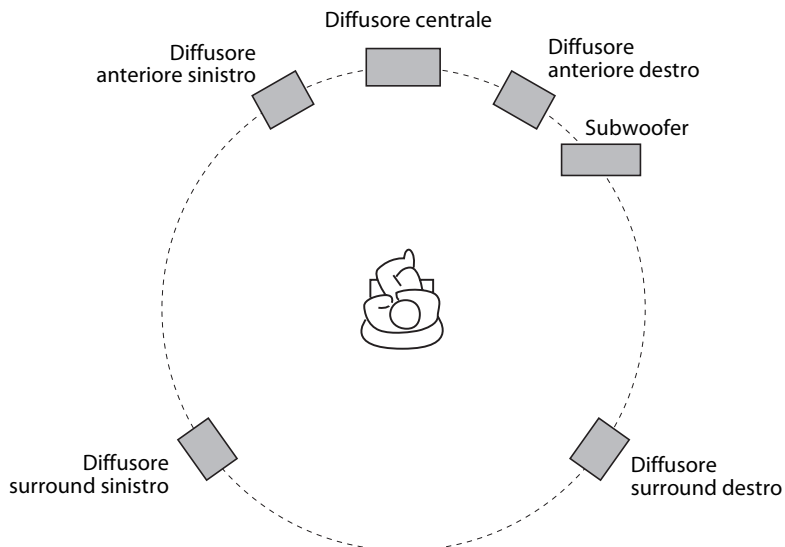 Diffusore centrale
Diffusore
anteriore sinistro
Diffusore
anteriore destro
Subwoofer
Diffusore
surround sinistro
Diffusore
surround destro